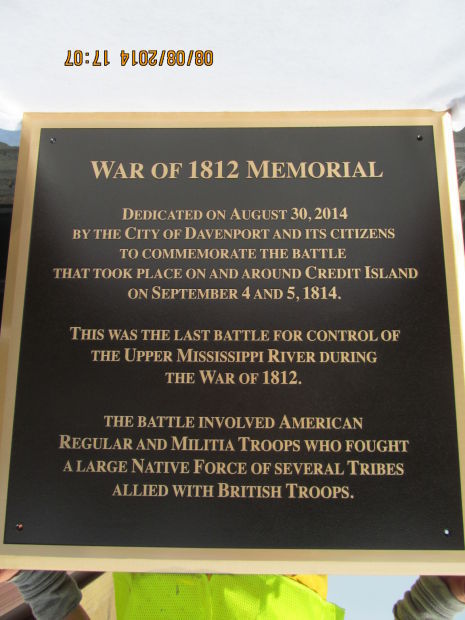 08/08/2014 17:07
WAR OF 1812 MEMORIAL
DEDICATED ON AUGUST 30, 2014
BY THE CITY OF DAVENPORT AND ITS CITIZENS
TO COMMEMORATE THE BATTLE
THAT TOOK PLACE ON AND AROUND CREDIT ISLAND
ON SEPTEMBER 4 AND 5, 1814.
THIS WAS THE LAST BATTLE FOR CONTROL OF
THE UPPER MISSISSIPPI RIVER DURING
THE WAR OF 1812.
THE BATTLE INVOLVED AMERICAN
REGULAR AND MILITIA TROOPS WHO FOUGHT
A LARGE NATIVE FORCE OF SEVERAL TRIBES
ALLIED WITH BRITISH TROOPS.